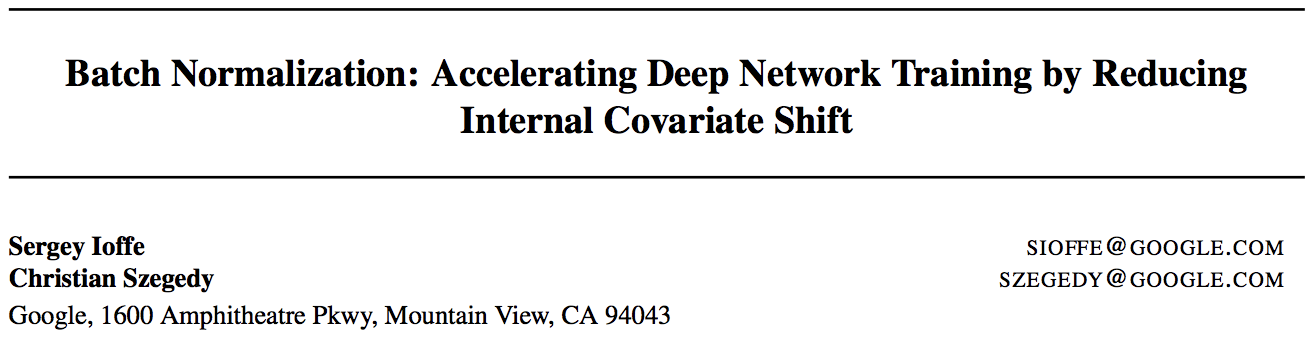 Batch Normalization: Accelerating Deep Network Training by Reducing
Internal Covariate Shift
Sergey Ioffe SIOFFE@GOOGLE.COM
Christian Szegedy SZEGEDY@GOOGLE.COM
Google, 1600 Amphitheatre Pkwy, Mountain View, CA 94043